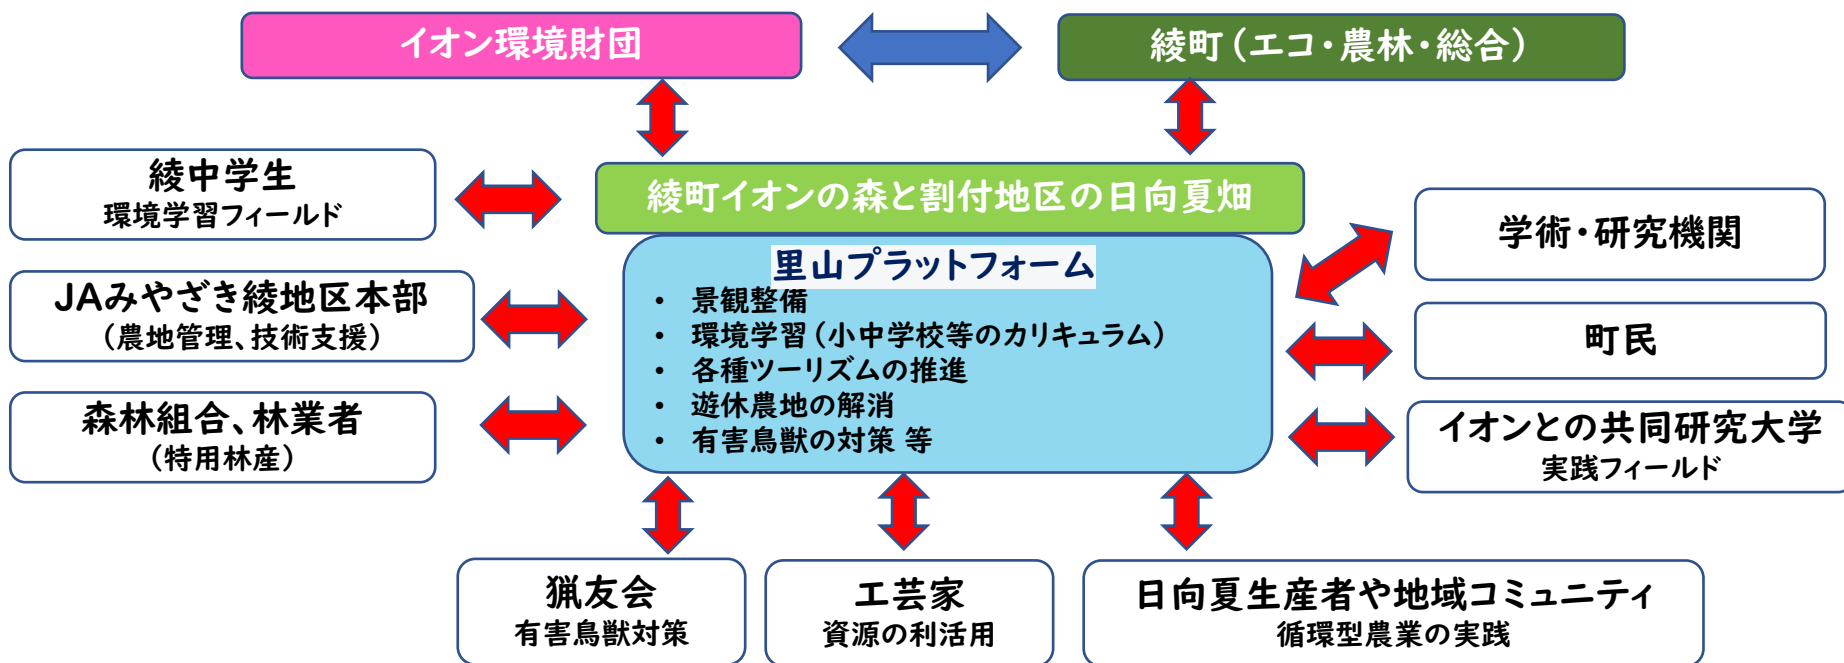 イオン環境財団
綾町（エコ・農林・総合）
綾中学生
環境学習フィールド
JAみやざき綾地区本部
（農地管理、技術支援）
森林組合、林業者
（特用林産）
綾町イオンの森と割付地区の日向夏畑
里山プラットフォーム
• 景観整備
• 環境学習（小中学校等のカリキュラム）
• 各種ツーリズムの推進
• 遊休農地の解消
• 有害鳥獣の対策 等
学術・研究機関
町民
イオンとの共同研究大学
実践フィールド
猟友会
有害鳥獣対策
工芸家
資源の利活用
日向夏生産者や地域コミュニティ
循環型農業の実践